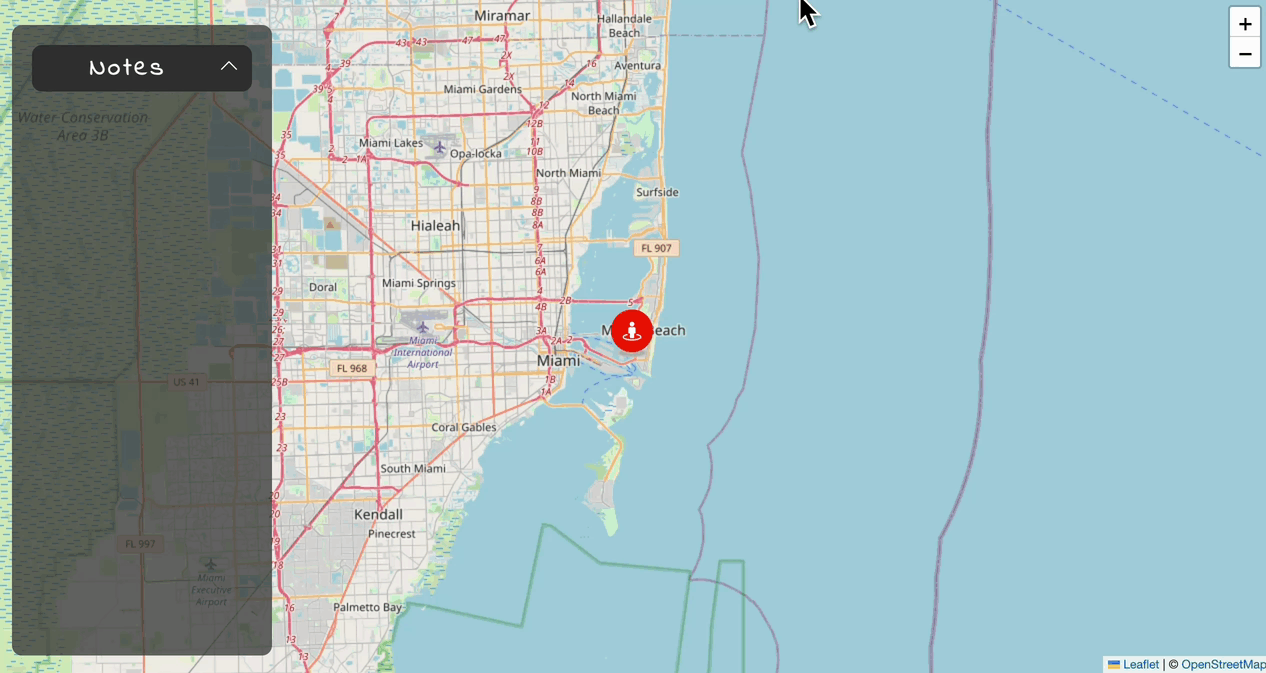 Notes
+
−
Miramar
Hallandale
Beach
43
43
47
47
39
2X
2X
16
Aventura
39
5
4
Miami Gardens
14
North Miami
Beach
12
12B
35
11
10B
35
2
2
1A
Miami Lakes
Opa-locka
Water Conservation
Area 3B
North Miami
9
8B
8B
8A
Surfside
34
34
Hialeah
FL 907
31
31
7
6A
6A
Doral
Miami Springs
29
29
26
27
27
4
4B
2B
5
3A
2A
2
Miami
International
Airport
Miami
FL 968
US 41
25B
1B
1A
23
Coral Gables
23
South Miami
20
20
Kendall
Pinecrest
19
18
FL 997
Miami
Executive
Airport
16
Palmetto Bay
13
13
Leaflet | © OpenStreetMap